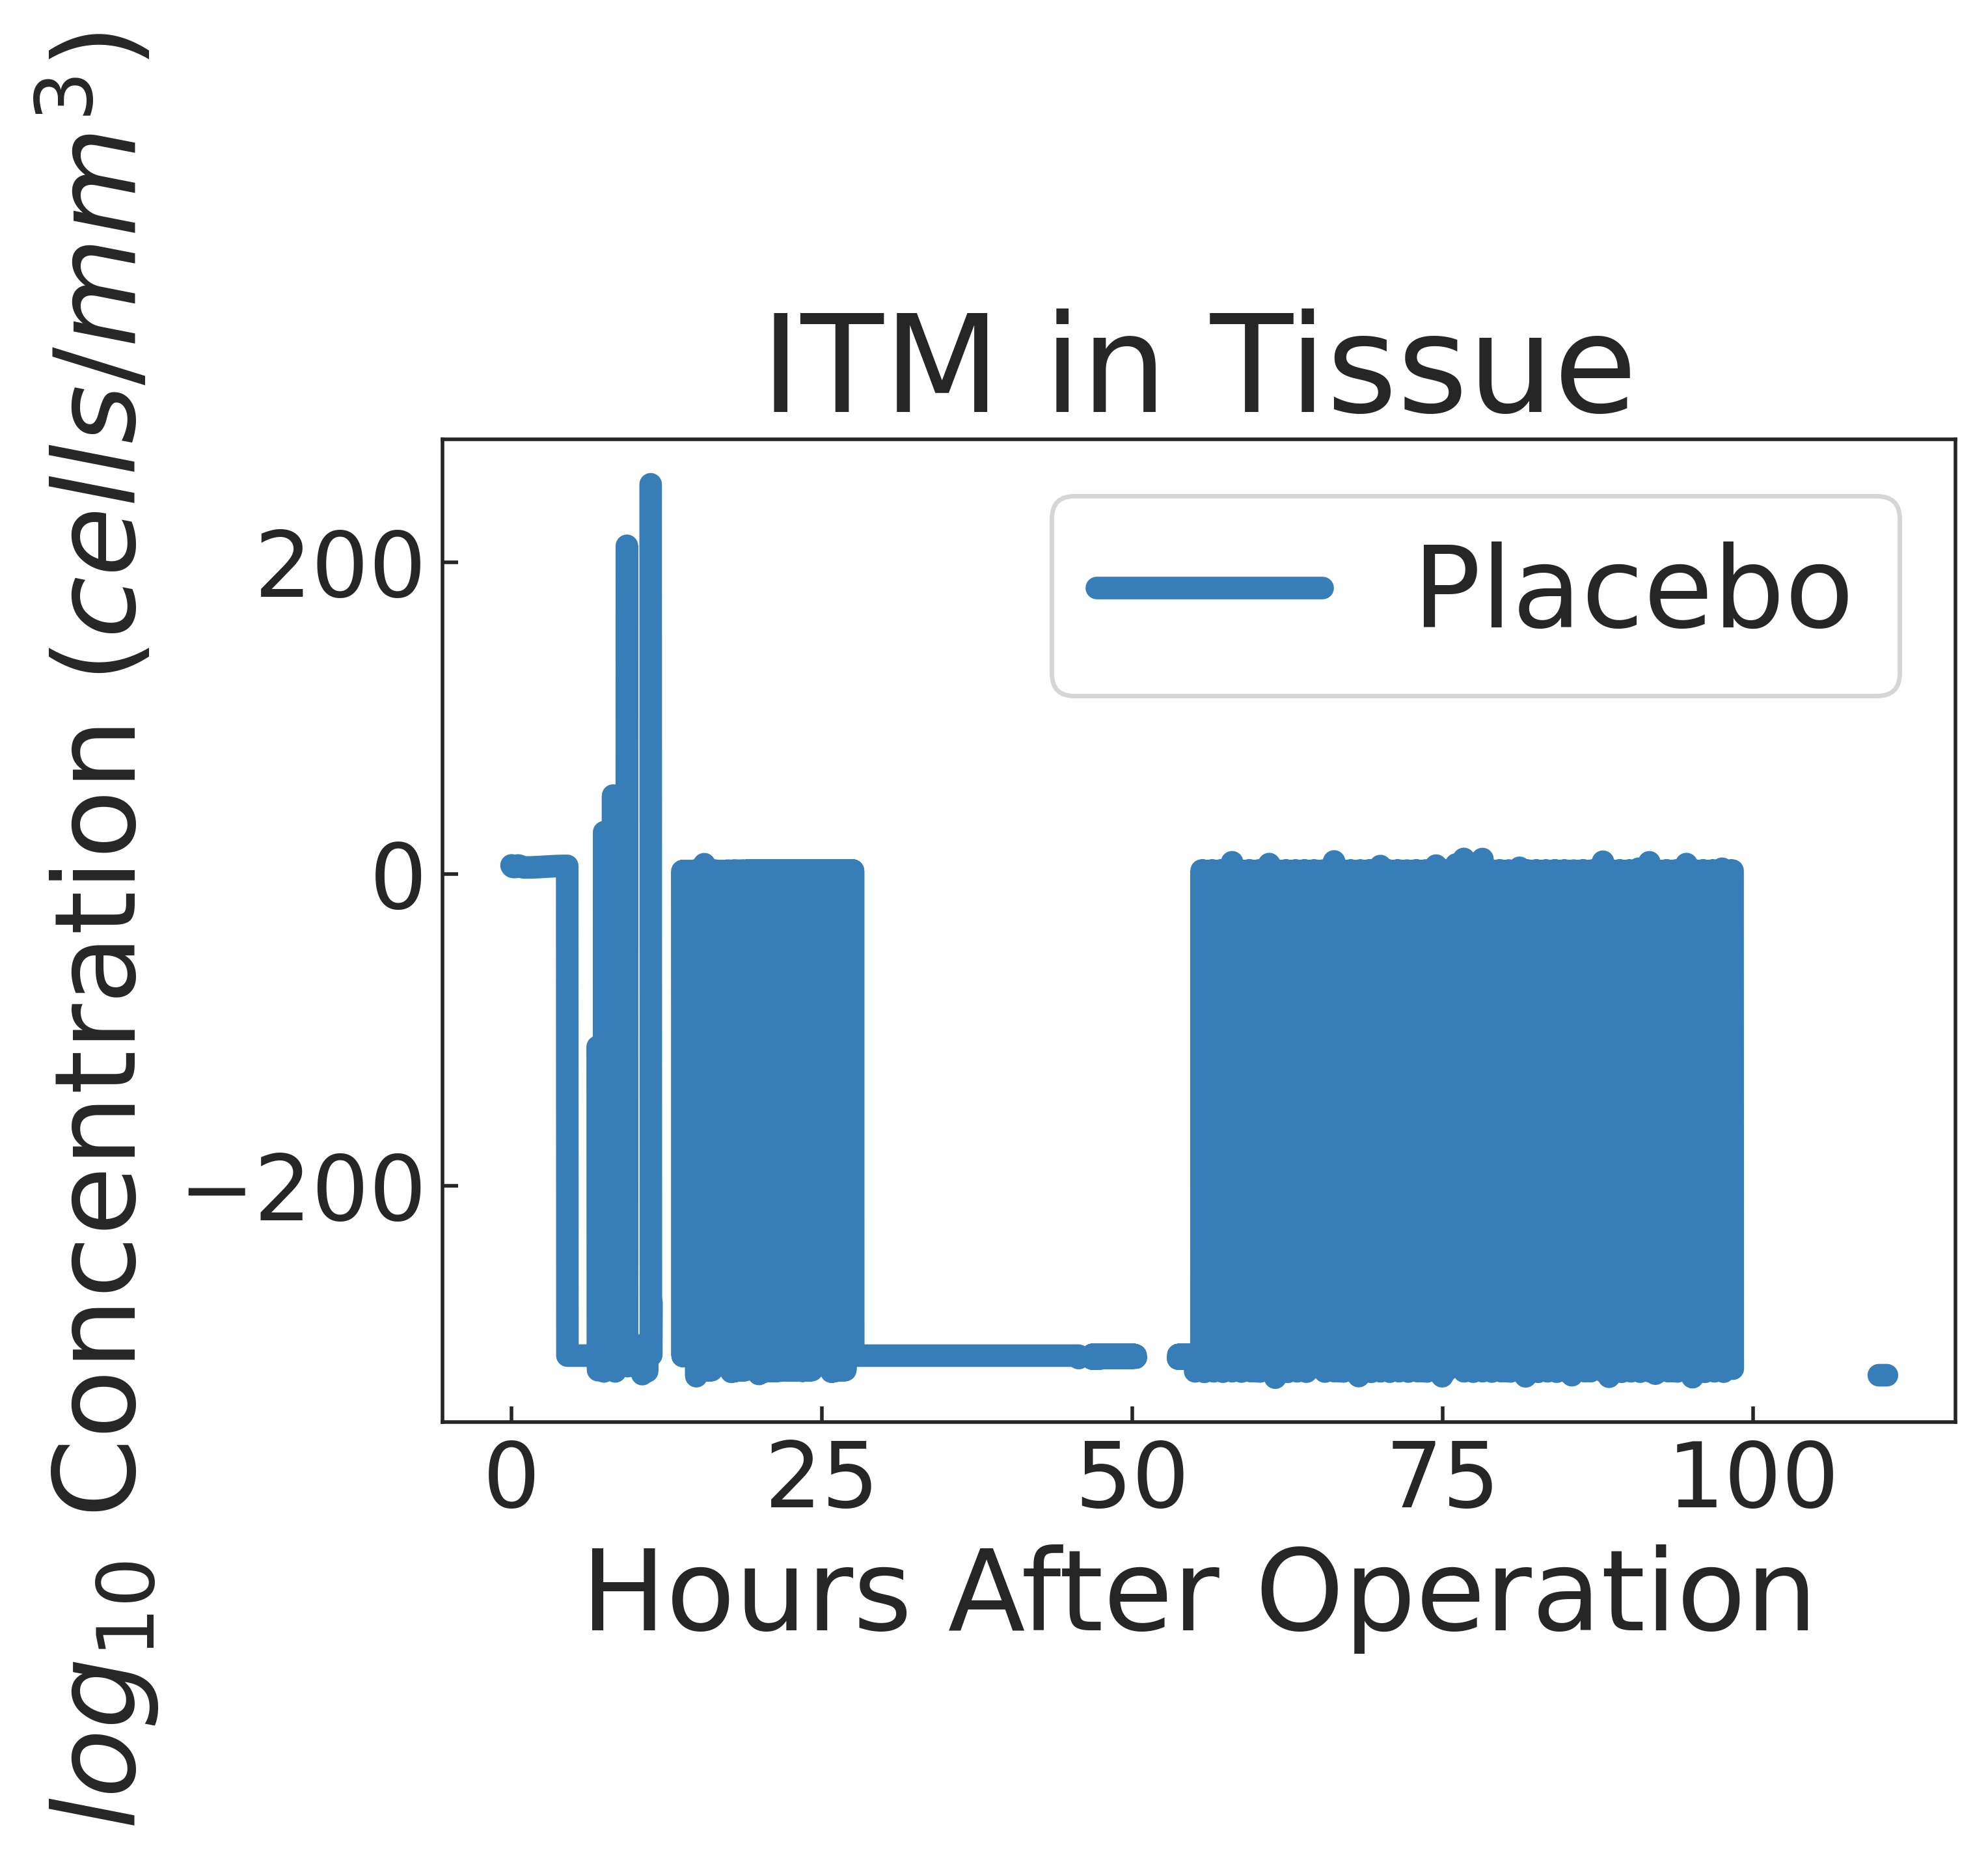 ITM in Tissue
log10 Concentration (cells/mm3)
200
0
−200
Placebo
0 25 50 75 100
Hours After Operation